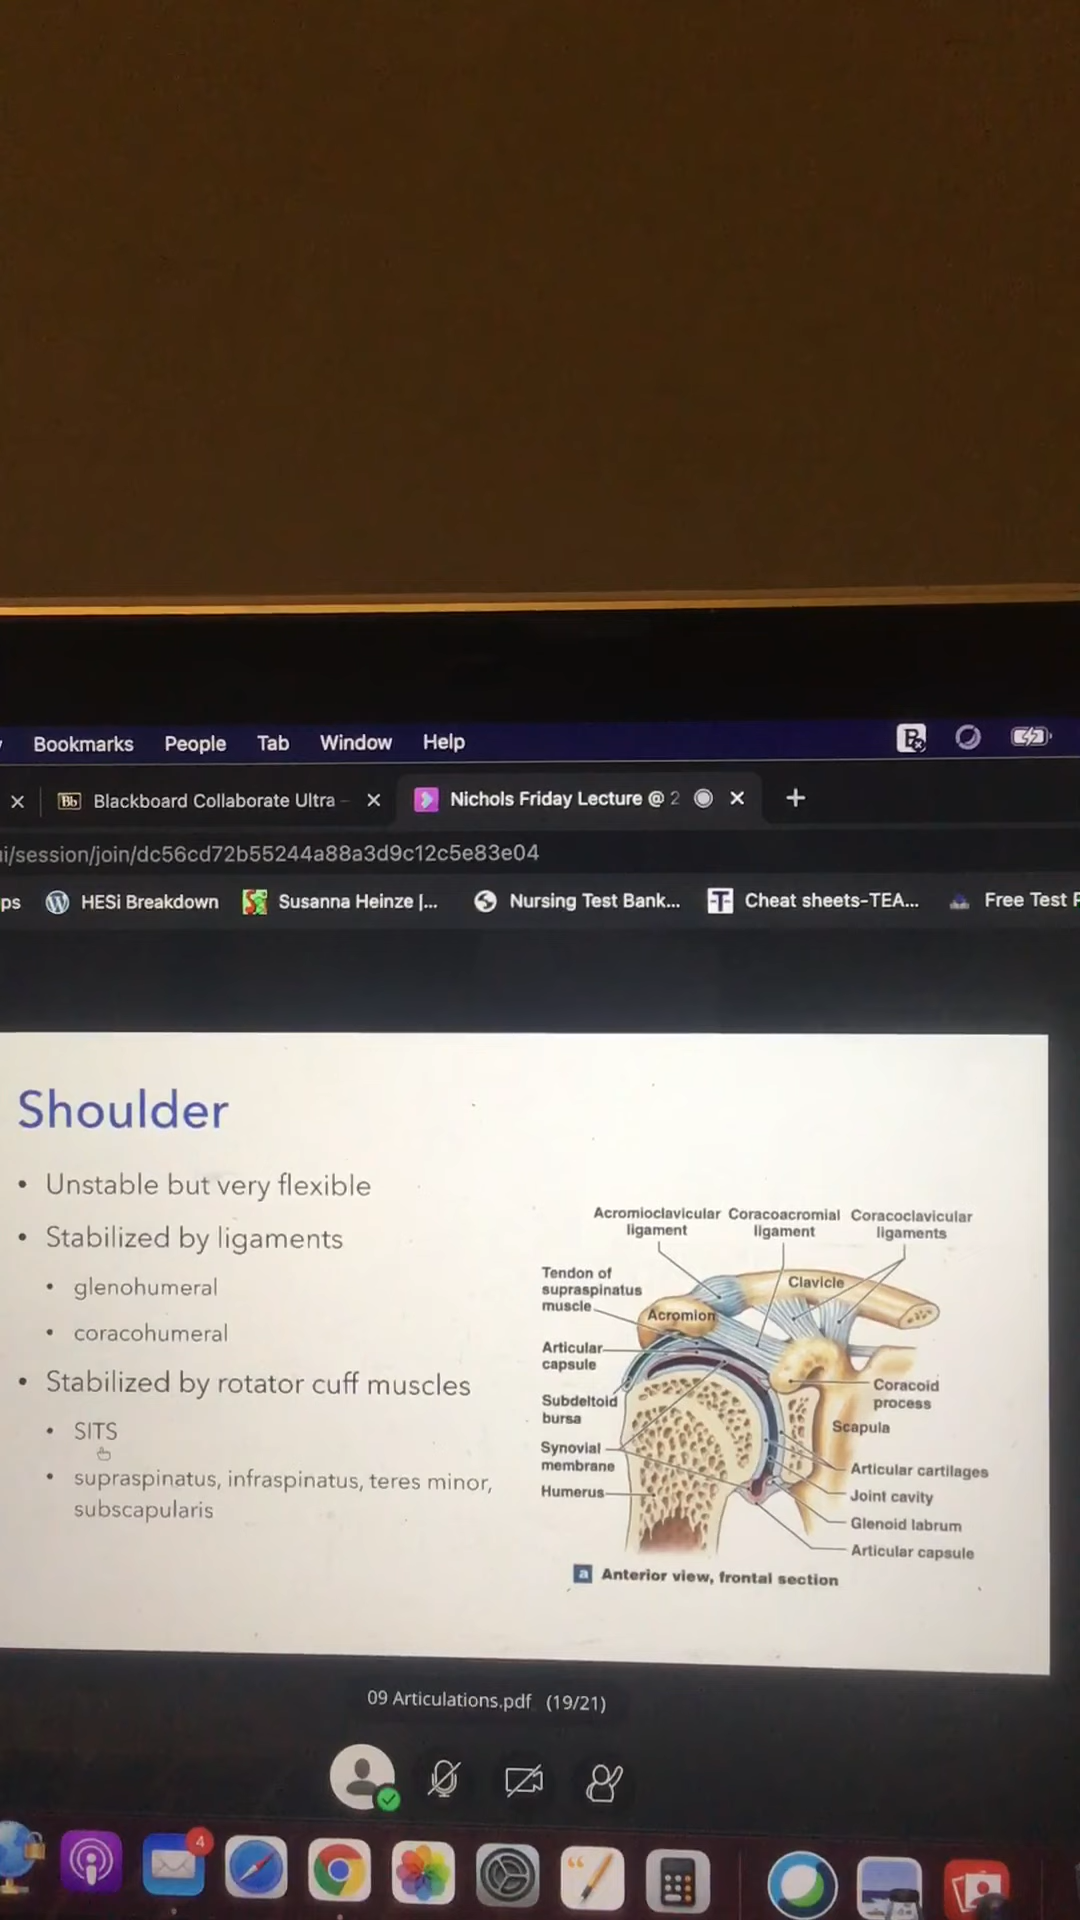 Bookmarks People Tab Window Help
Bb Blackboard Collaborate Ultra
Nichols Friday Lecture @ 2
i/session/join/dc56cd72b55244a88a3d9c12c5e83e04
ps HESi Breakdown Susanna Heinze |... Nursing Test Bank... Cheat sheets-TEA... Free Test
Shoulder
• Unstable but very flexible
• Stabilized by ligaments
• glenohumeral
• coracohumeral
• Stabilized by rotator cuff muscles
• SITS
• supraspinatus, infraspinatus, teres minor,
subscapularis
Acromioclavicular
ligament
Coracoacromial
ligament
Coracoclavicular
ligaments
Tendon of
supraspinatus
muscle
Clavicle
Acromion
Articular
capsule
Subdeltoid
bursa
Synovial
membrane
Humerus
Coracoid
process
Scapula
Articular cartilages
Joint cavity
Glenoid labrum
Articular capsule
a Anterior view, frontal section
09 Articulations.pdf (19/21)
4